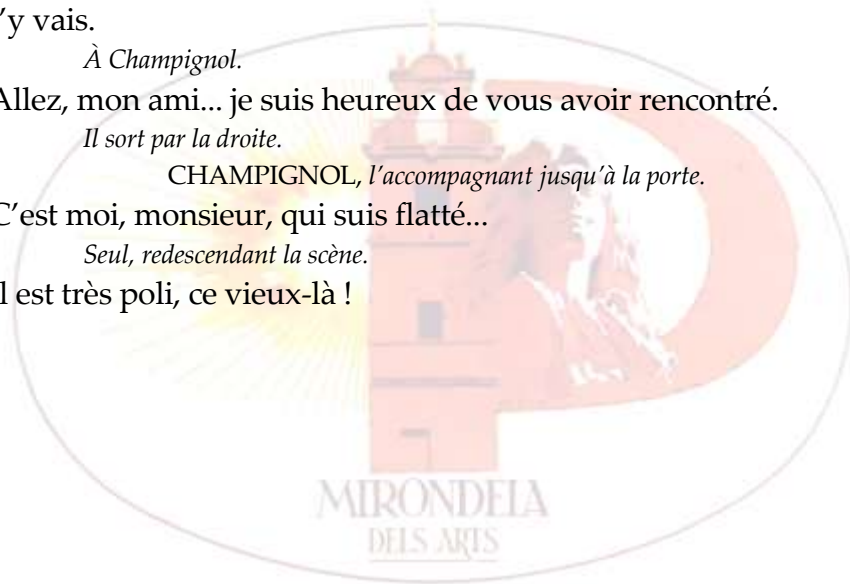 ’y vais.
À Champignol.
Allez, mon ami... je suis heureux de vous avoir rencontré.
Il sort par la droite.
CHAMPIGNOL, l’accompagnant jusqu’à la porte.
C’est moi, monsieur, qui suis flatté...
Seul, redescendant la scène.
l est très poli, ce vieux-là !
MIRONDELA
DELS ARTS